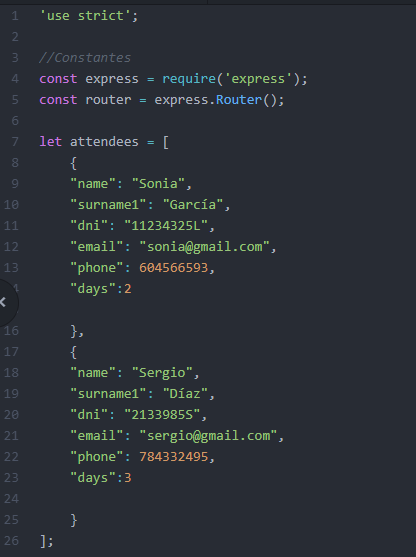 1 'use strict';
2
3 //Constantes
4 const express = require('express');
5 const router = express.Router();
6
7 let attendees = [
8 {
9 "name": "Sonia",
10 "surname1": "García",
11 "dni": "11234325L",
12 "email": "sonia@gmail.com",
13 "phone": 604566593,
4 "days":2
16 },
17 {
18 "name": "Sergio",
19 "surname1": "Díaz",
20 "dni": "2133985S",
21 "email": "sergio@gmail.com",
22 "phone": 784332495,
23 "days":3
24
25 }
26 ];